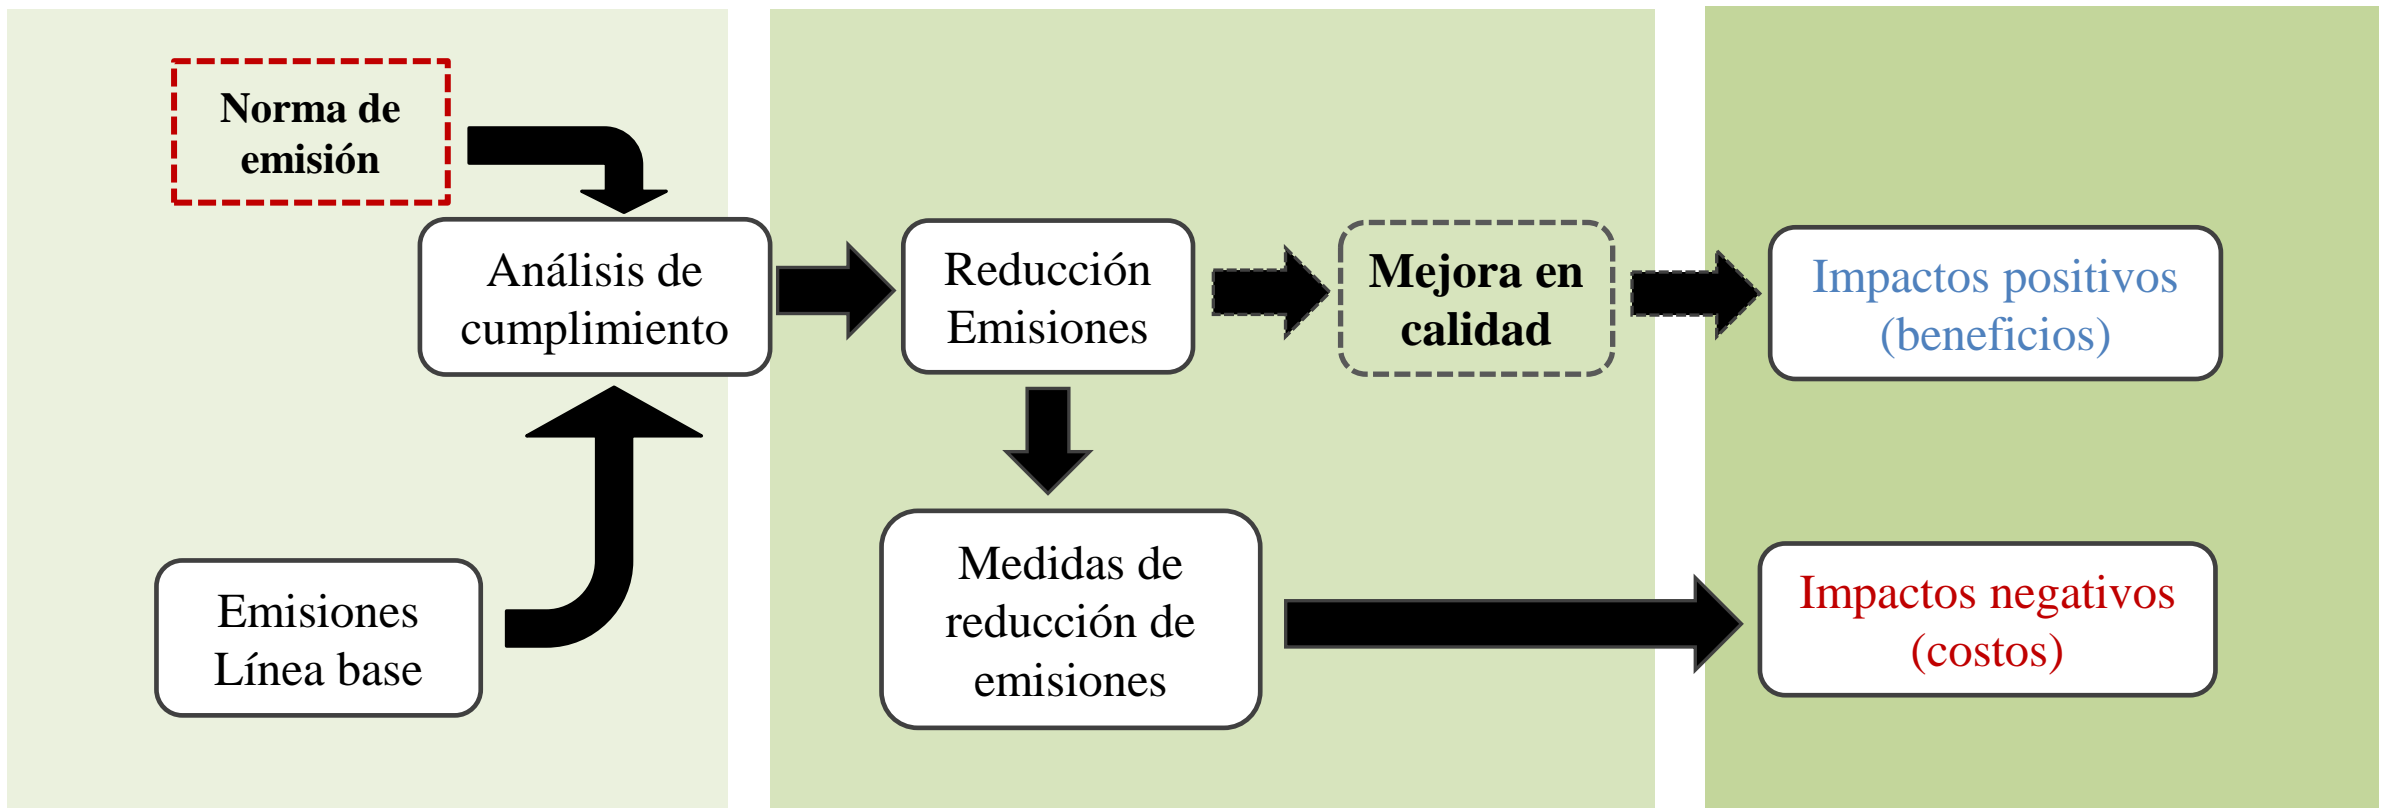 Norma de
emisión
Análisis de
cumplimiento
Emisiones
Línea base
Reducción
Emisiones
Mejora en
calidad
Medidas de
reducción de
emisiones
Impactos positivos
(beneficios)
Impactos negativos
(costos)